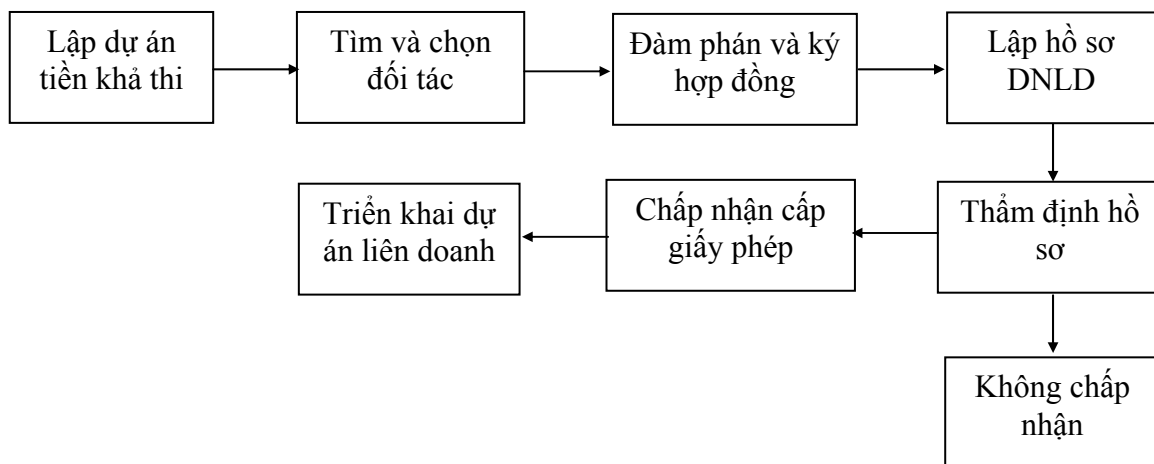 Lập dự án
tiền khả thi
Tìm và chọn
đối tác
Đàm phán và ký
hợp đồng
Lập hồ sơ
DNLD
Thẩm định hồ
sơ
Chấp nhận cấp
giấy phép
Triển khai dự
án liên doanh
Không chấp
nhận